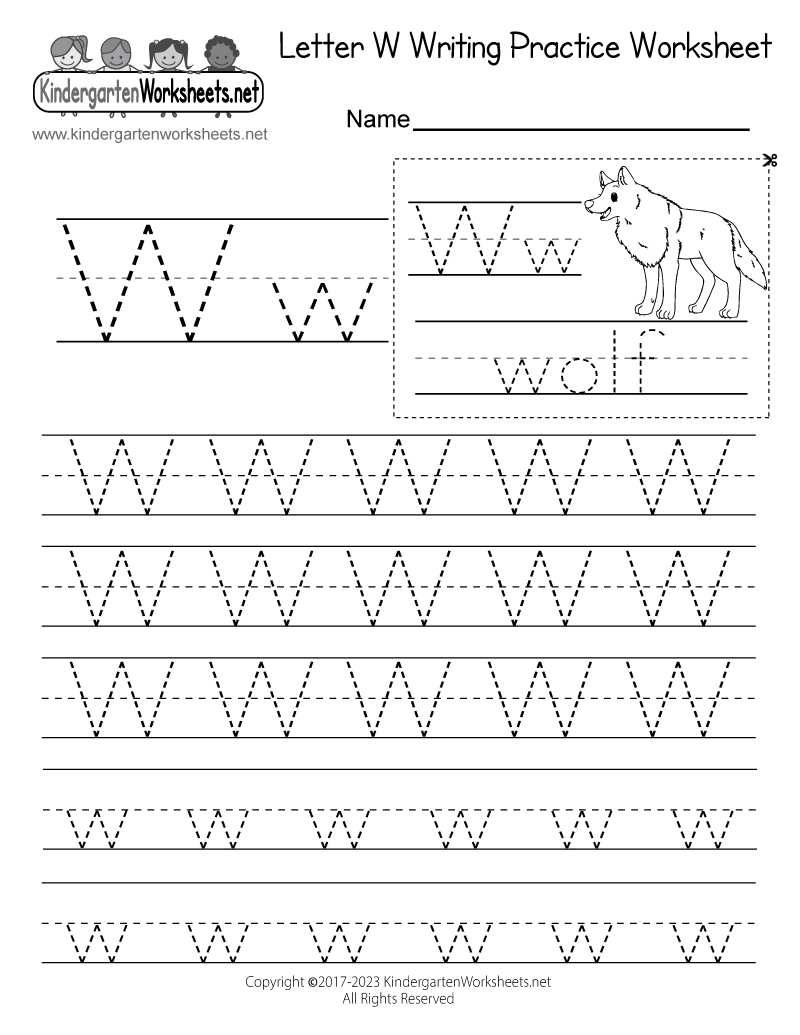 Letter W Writing Practice Worksheet
KindergartenWorksheets.net
www.kindergartenworksheets.net
Name
W w
W w
wolf
W W W W W
W W W W W
W W W W W
w w w w w w
w w w w w w
Copyright ©2017-2023 KindergartenWorksheets.net
All Rights Reserved